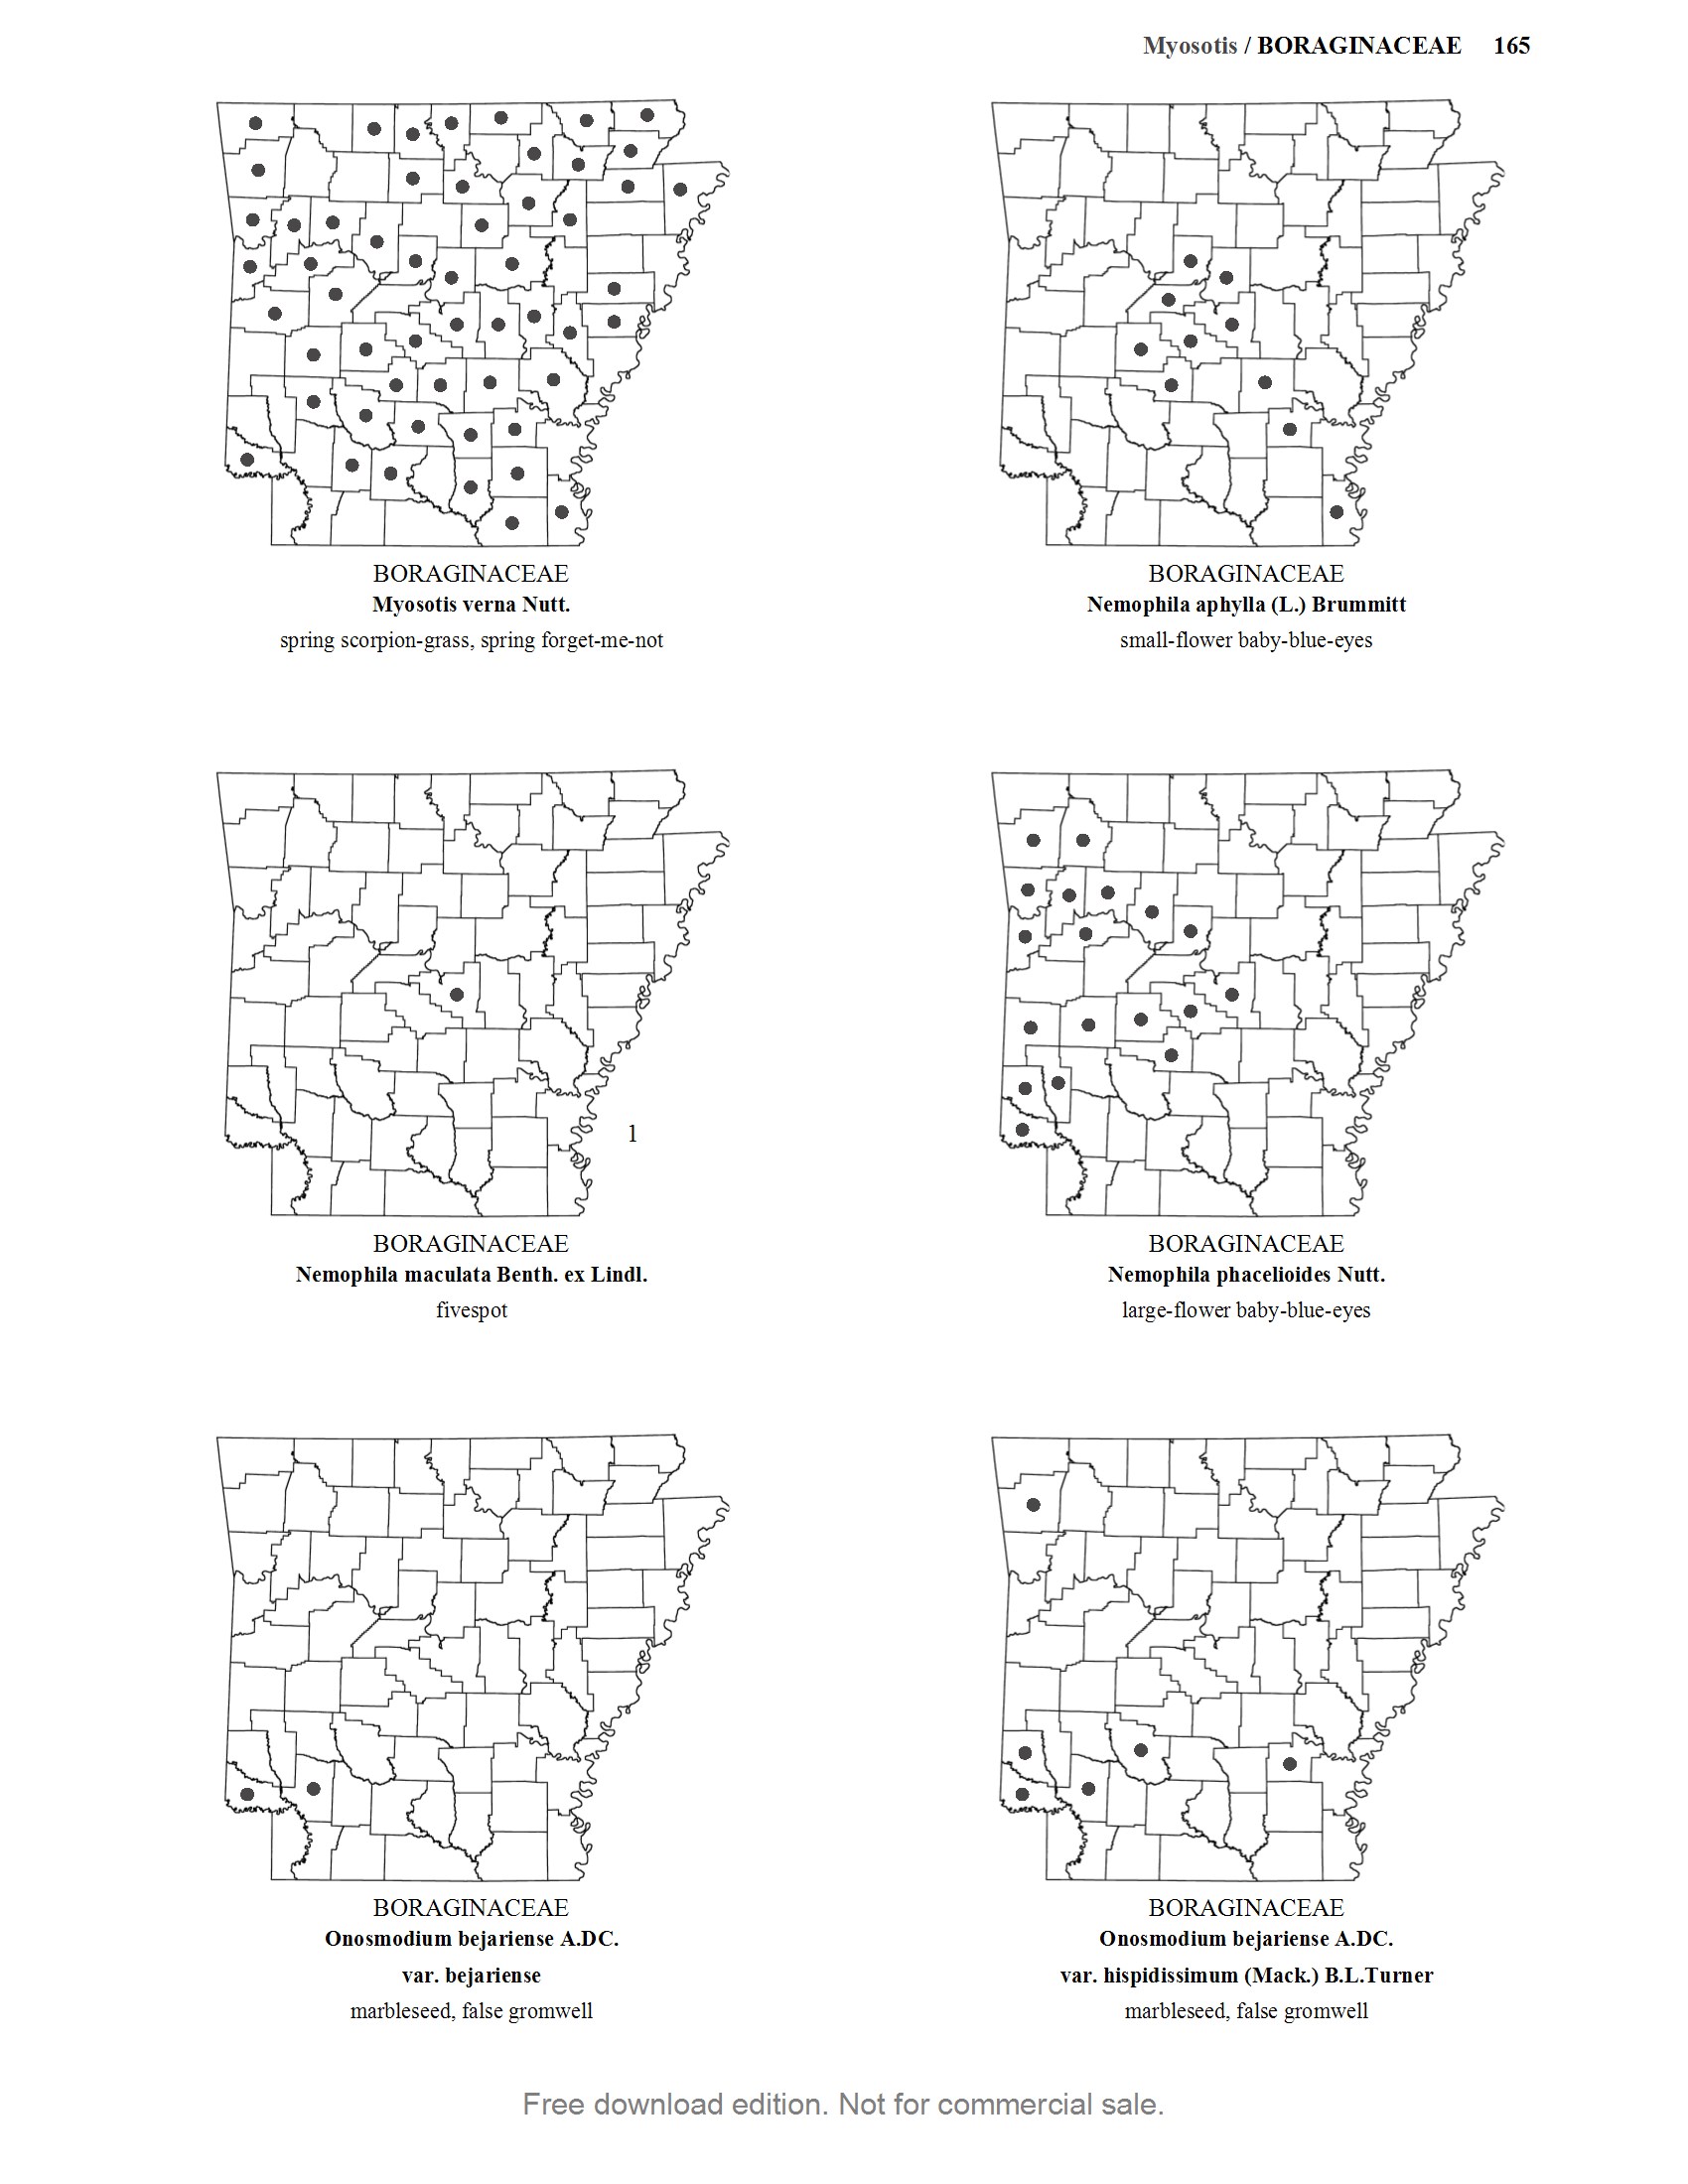 Myosotis / BORAGINACEAE 165
BORAGINACEAE
Myosotis verna Nutt.
spring scorpion-grass, spring forget-me-not
BORAGINACEAE
Nemophila aphylla (L.) Brummitt
small-flower baby-blue-eyes
1
BORAGINACEAE
Nemophila maculata Benth. ex Lindl.
fivespot
BORAGINACEAE
Nemophila phacelioides Nutt.
large-flower baby-blue-eyes
BORAGINACEAE
Onosmodium bejariense A.DC.
var. bejariense
marbleseed, false gromwell
BORAGINACEAE
Onosmodium bejariense A.DC.
var. hispidissimum (Mack.) B.L.Turner
marbleseed, false gromwell
Free download edition. Not for commercial sale.